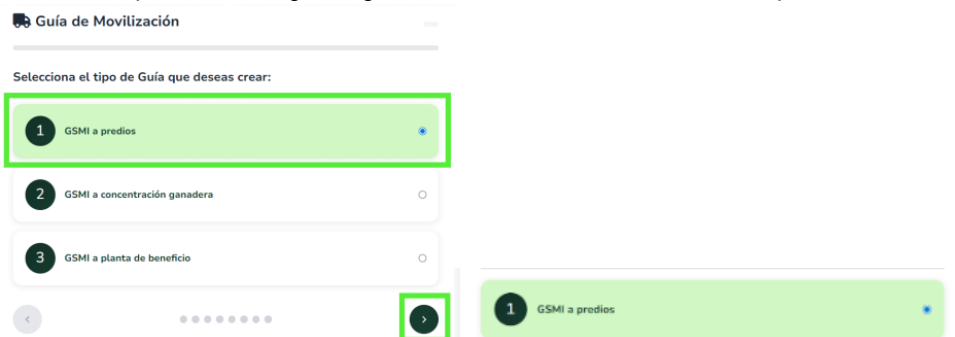 Guía de Movilización
Selecciona el tipo de Guía que deseas crear:
1 GSMI a predios
2 GSMI a concentración ganadera
3 GSMI a planta de beneficio
1 GSMI a predios